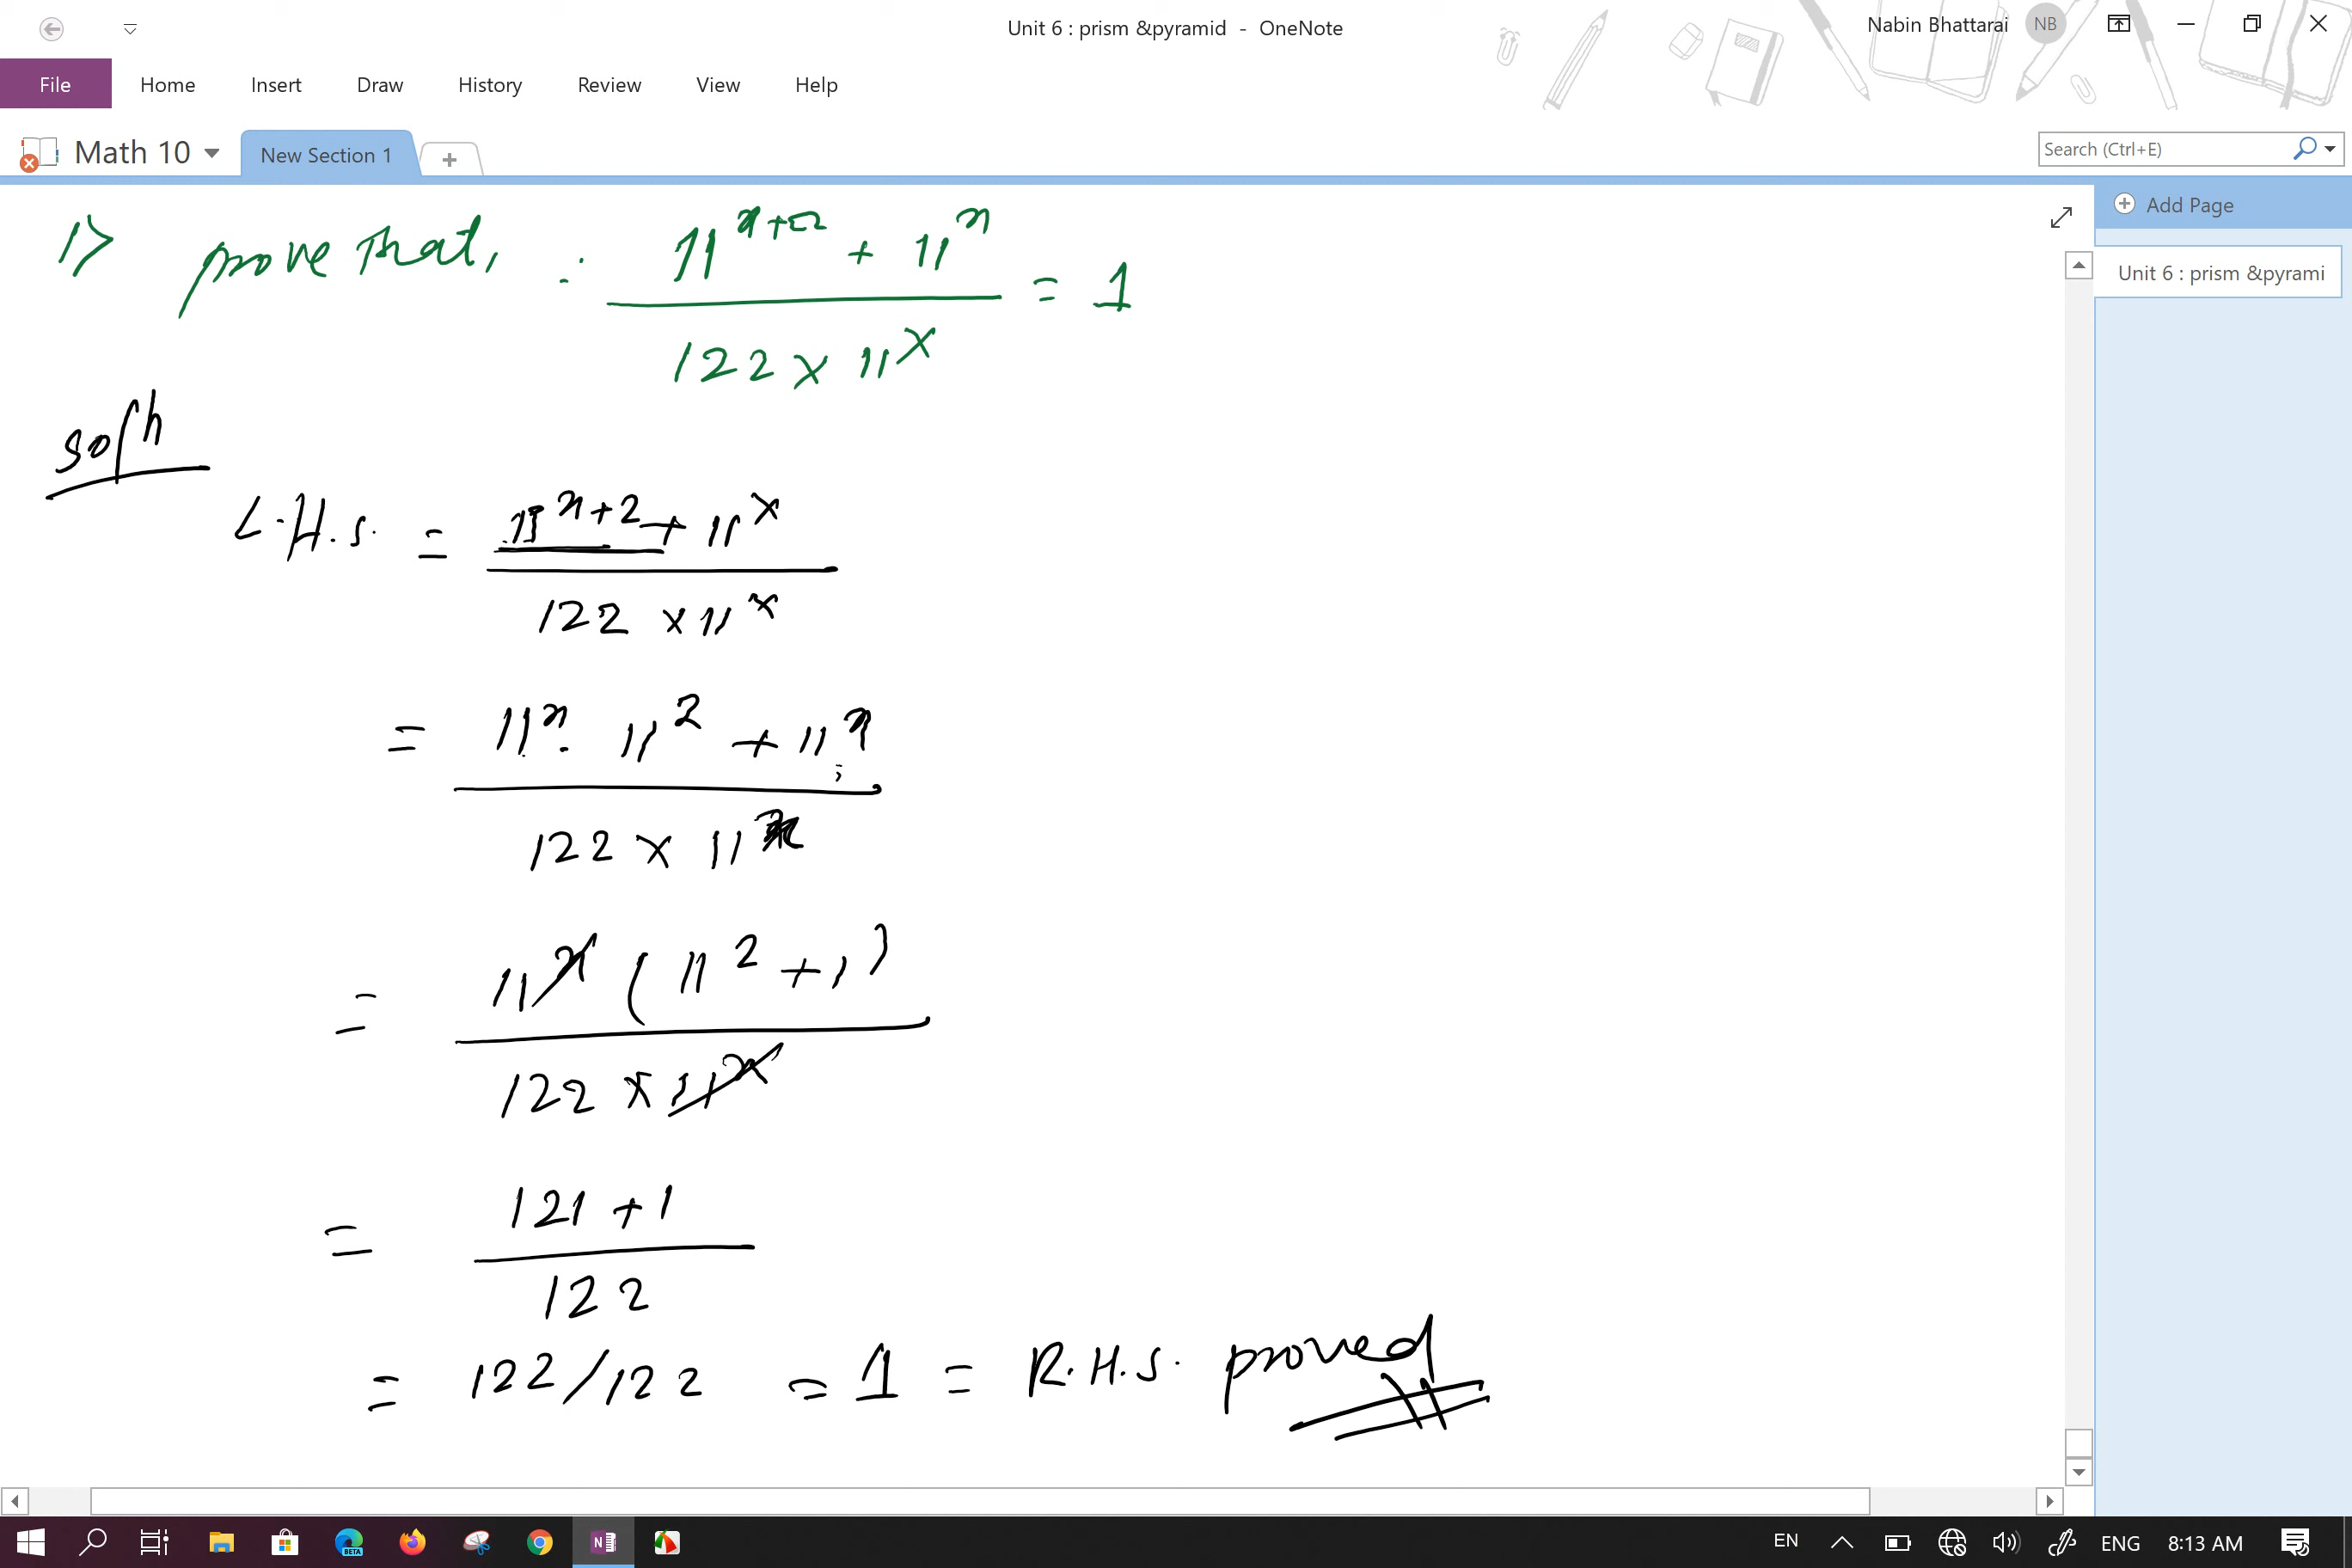 Unit 6 : prism &pyramid - OneNote
Nabin Bhattarai NB
File Home Insert Draw History Review View Help
Math 10 New Section 1
Search (Ctrl+E)
Add Page
Unit 6 : prism &pyrami
1> prove that, : (11^(x+2) + 11^x) / (122 × 11^x) = 1
sol^n
L.H.S. = (11^(x+2) + 11^x) / (122 × 11^x)
= (11^x . 11^2 + 11^x) / (122 × 11^x)
= 11^x (11^2 + 1) / (122 × 11^x)
= (121 + 1) / 122
= 122/122 = 1 = R.H.S. proved
BETA
N
EN ENG 8:13 AM